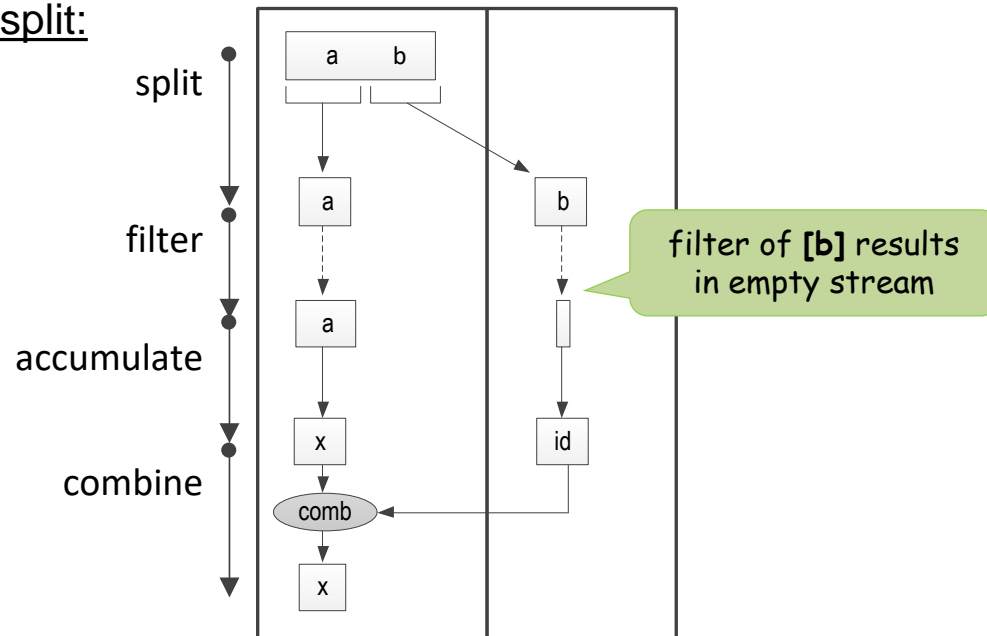 split:
a b
split
a b
filter
filter of [b] results
in empty stream
a
accumulate
x id
combine
comb
x